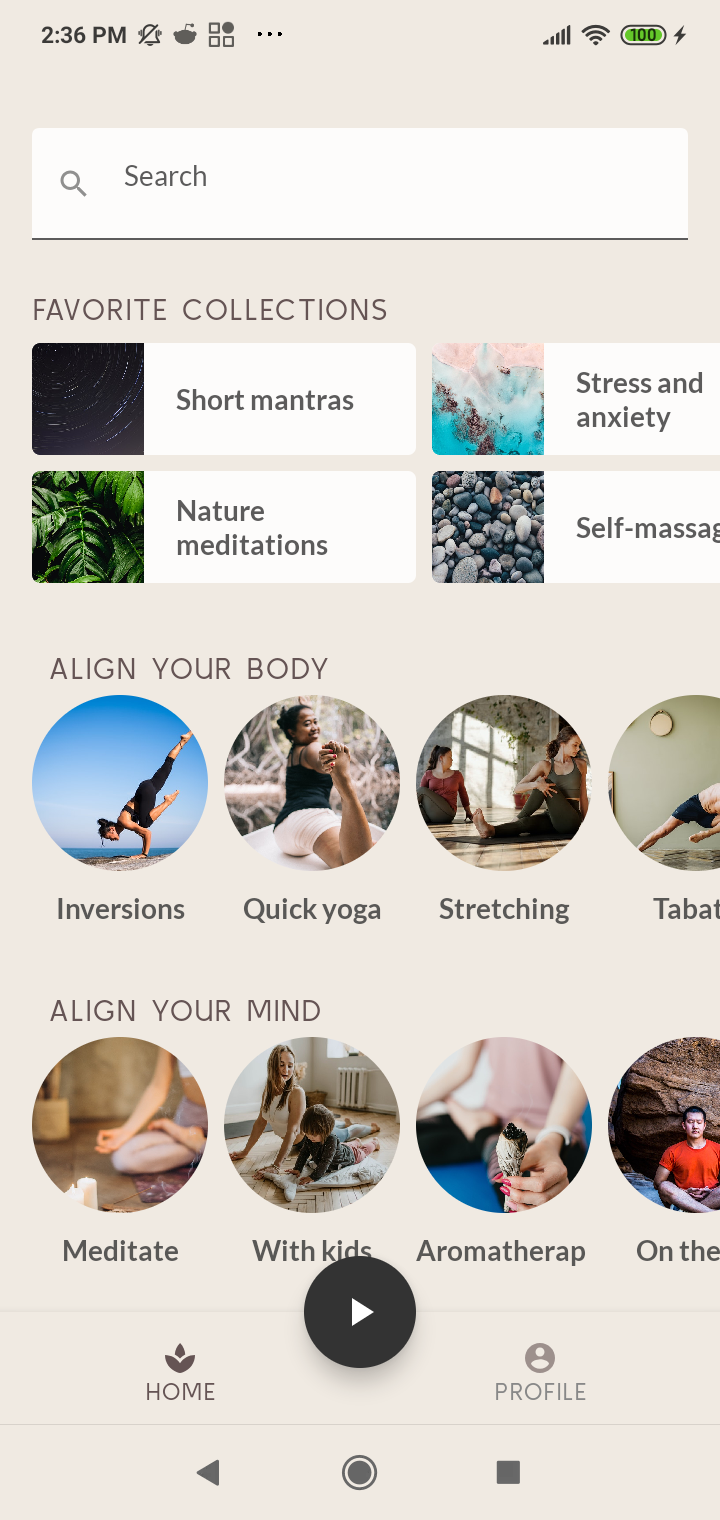 2:36 PM 100
Search
FAVORITE COLLECTIONS
Short mantras
Stress and
anxiety
Nature
meditations
Self-massag
ALIGN YOUR BODY
Inversions Quick yoga Stretching Tabat
ALIGN YOUR MIND
Meditate With kids Aromatherap On the
HOME PROFILE